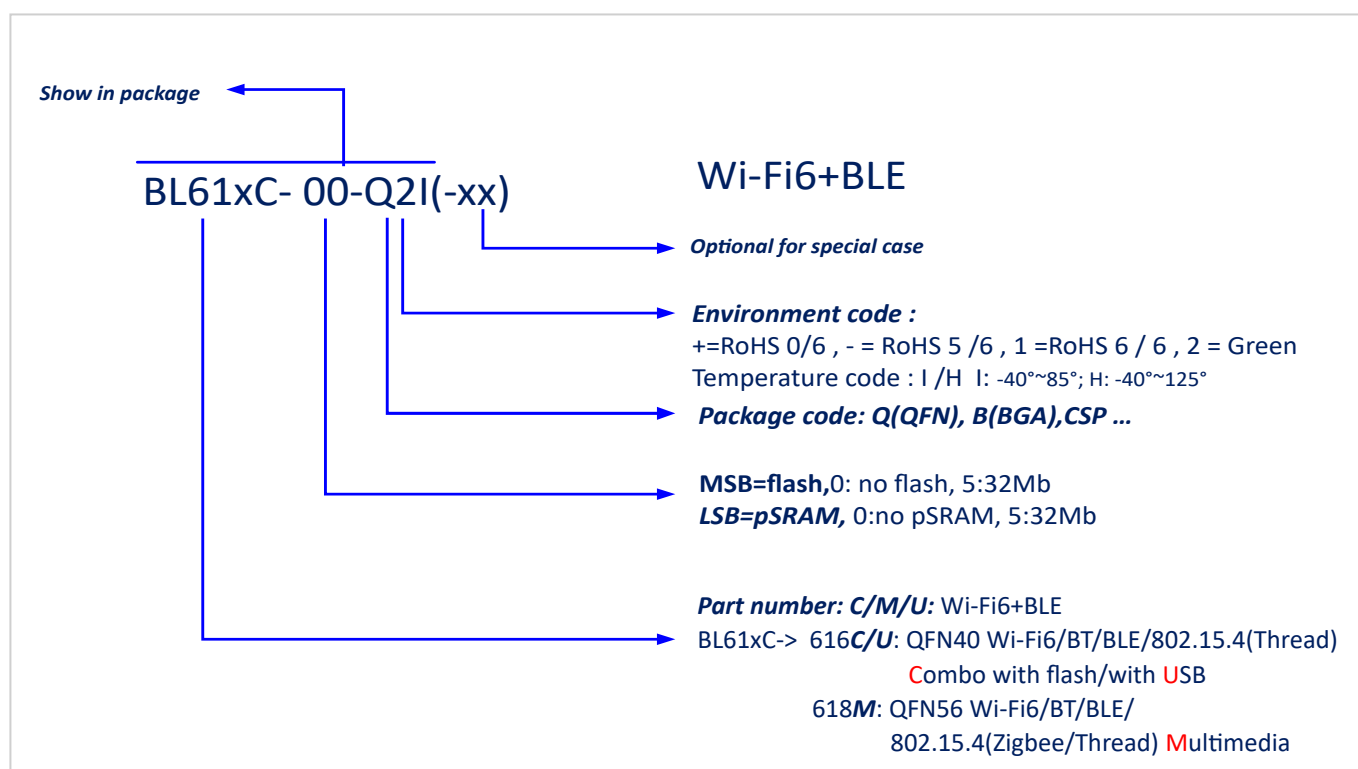 Show in package
BL61xC- 00-Q2I(-xx)
Wi-Fi6+BLE
Optional for special case
Environment code :
+=RoHS 0/6 , - = RoHS 5 /6 , 1 =RoHS 6 / 6 , 2 = Green
Temperature code : I /H  I: -40°~85°; H: -40°~125°
Package code: Q(QFN), B(BGA),CSP ...
MSB=flash,0: no flash, 5:32Mb
LSB=pSRAM, 0:no pSRAM, 5:32Mb
Part number: C/M/U: Wi-Fi6+BLE
BL61xC-> 616C/U: QFN40 Wi-Fi6/BT/BLE/802.15.4(Thread)
Combo with flash/with USB
618M: QFN56 Wi-Fi6/BT/BLE/
802.15.4(Zigbee/Thread) Multimedia